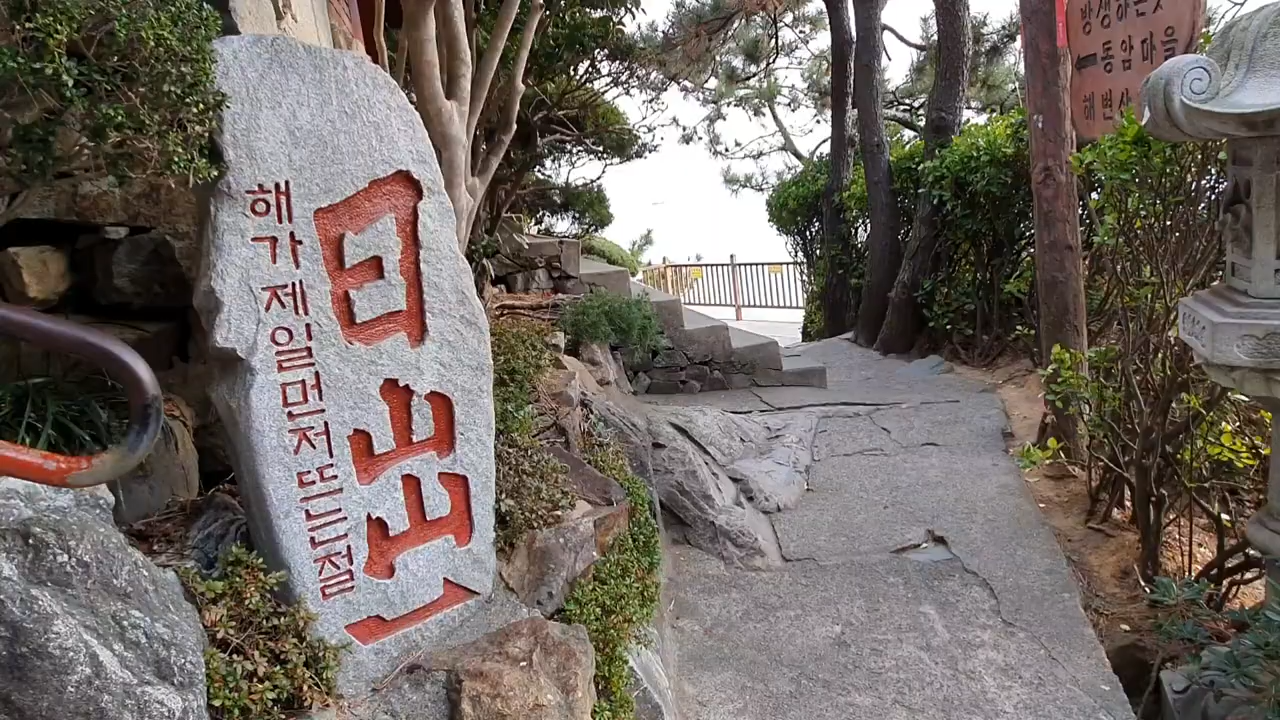 日出
해가 제일먼저 뜨는절
방생하는곳
← 동암마을
해변산